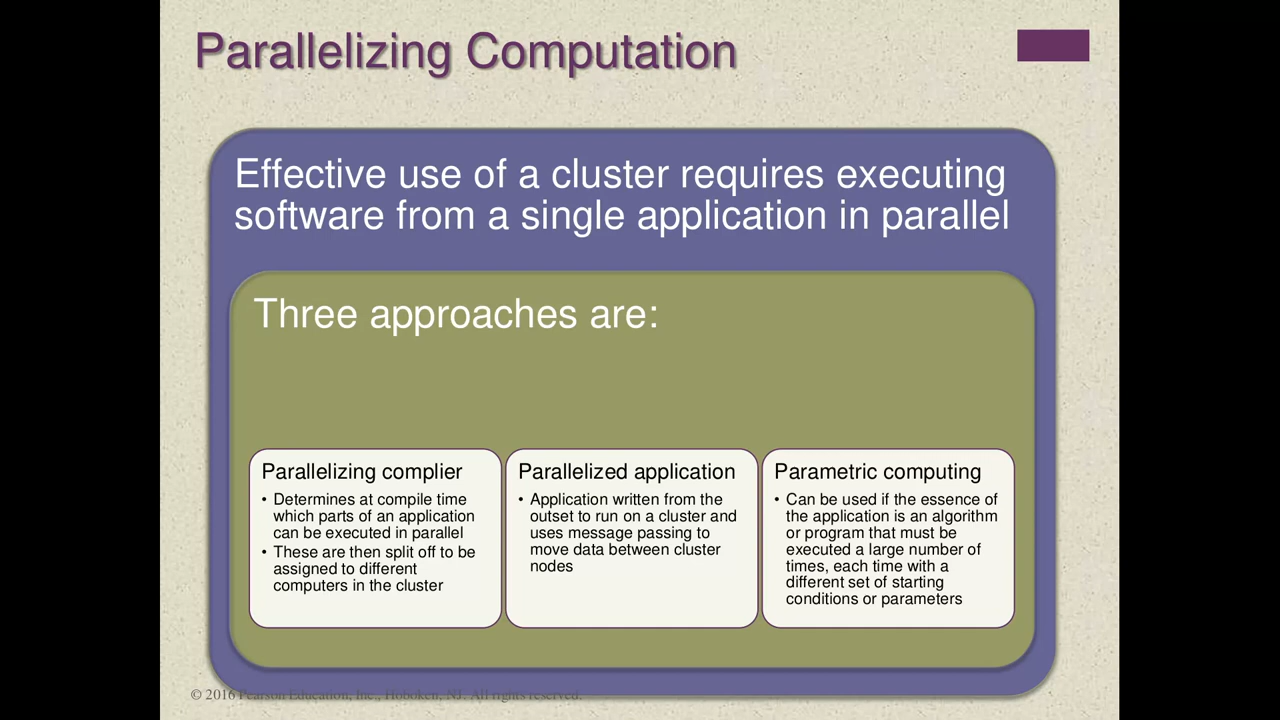 Parallelizing Computation
Effective use of a cluster requires executing
software from a single application in parallel
Three approaches are:
Parallelizing complier
• Determines at compile time
which parts of an application
can be executed in parallel
• These are then split off to be
assigned to different
computers in the cluster
Parallelized application
• Application written from the
outset to run on a cluster and
uses message passing to
move data between cluster
nodes
Parametric computing
• Can be used if the essence of
the application is an algorithm
or program that must be
executed a large number of
times, each time with a
different set of starting
conditions or parameters
© 2016 Pearson Education, Inc., Hoboken, NJ. All rights reserved.